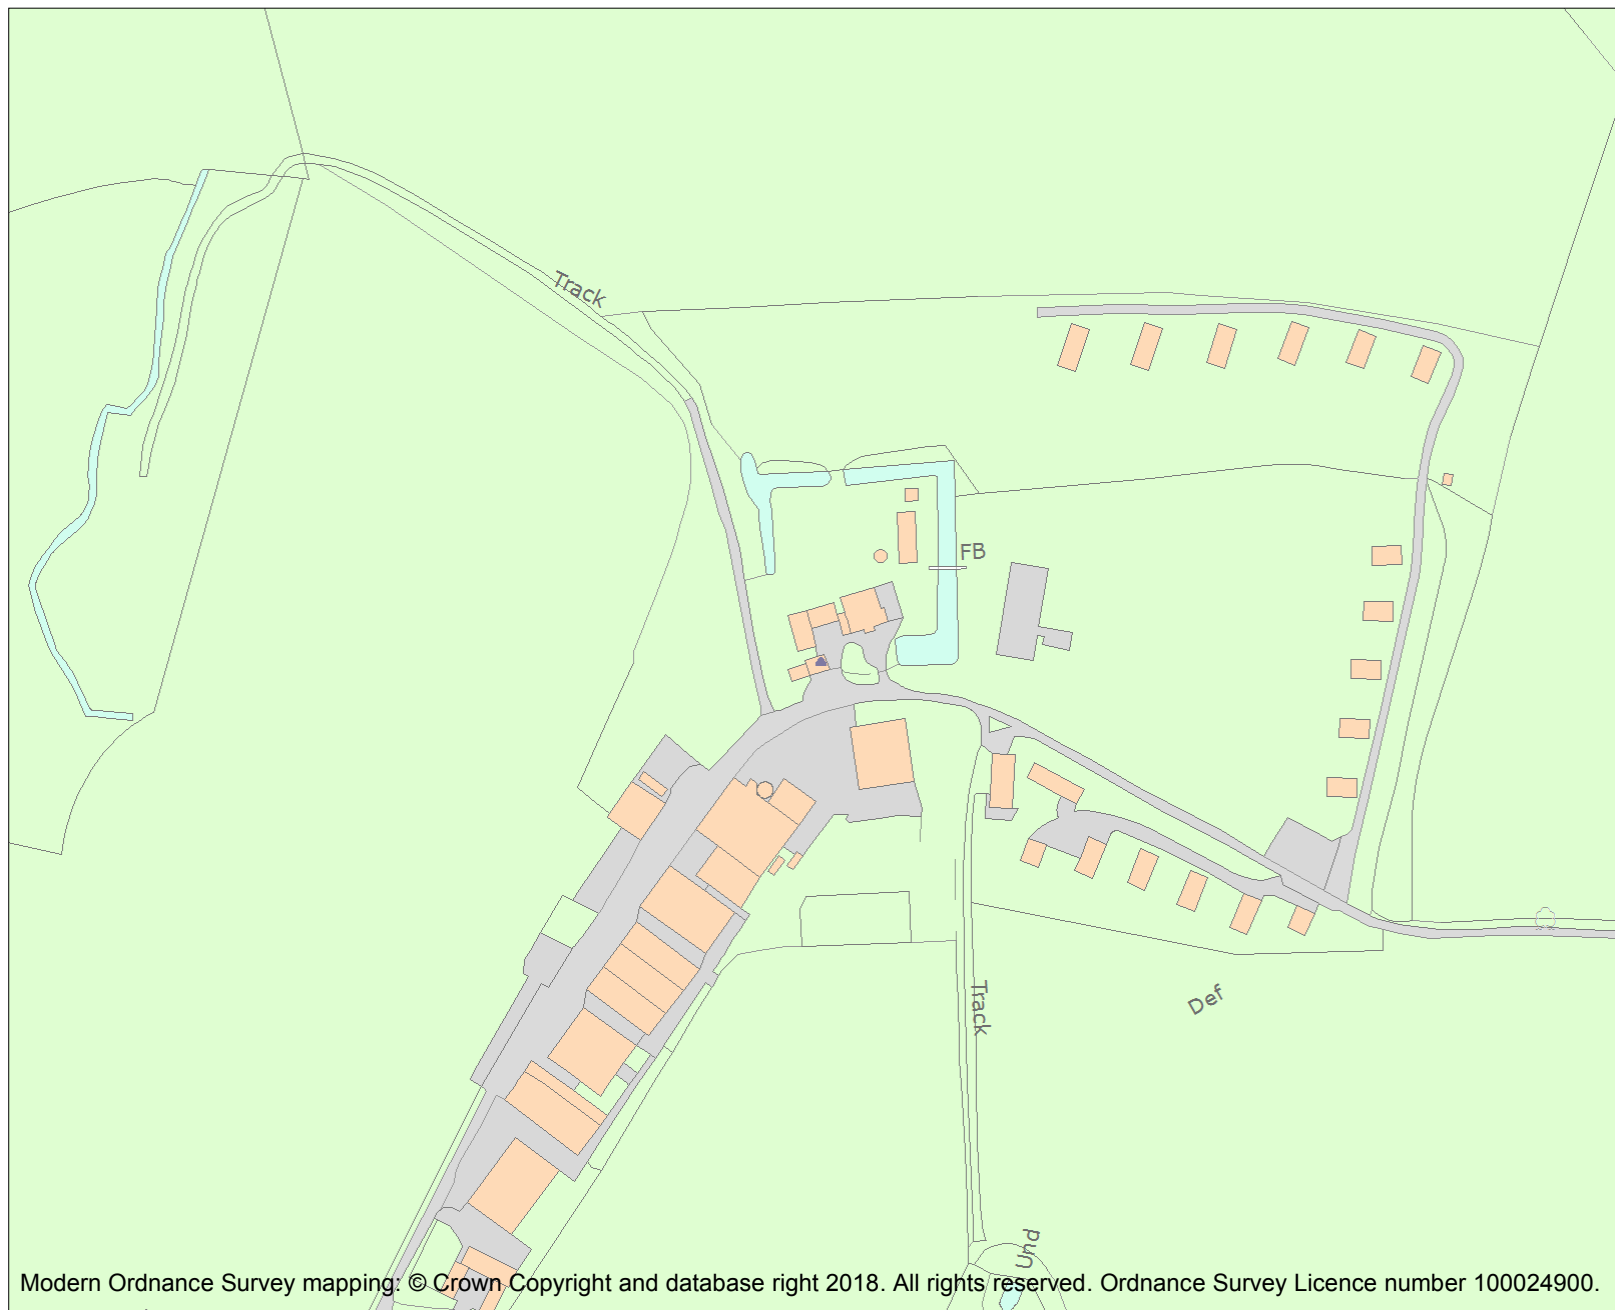 Track
FB
Track
Def
Und
Modern Ordnance Survey mapping: © Crown Copyright and database right 2018. All rights reserved. Ordnance Survey Licence number 100024900.